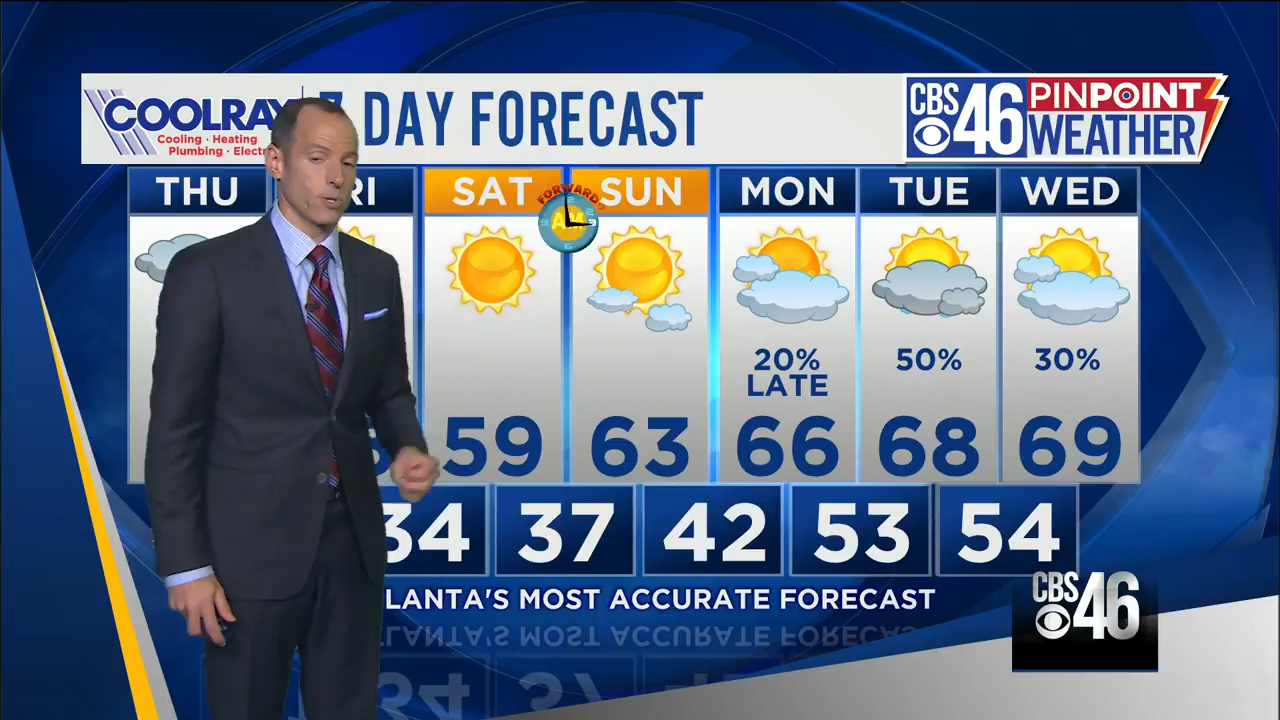 COOLRAY
Cooling · Heating
Plumbing · Electr
7 DAY FORECAST
CBS 46 PINPOINT WEATHER
THU FRI SAT SUN MON TUE WED
FORWARD
20% LATE 50% 30%
59 63 66 68 69
34 37 42 53 54
LANTA'S MOST ACCURATE FORECAST
CBS 46